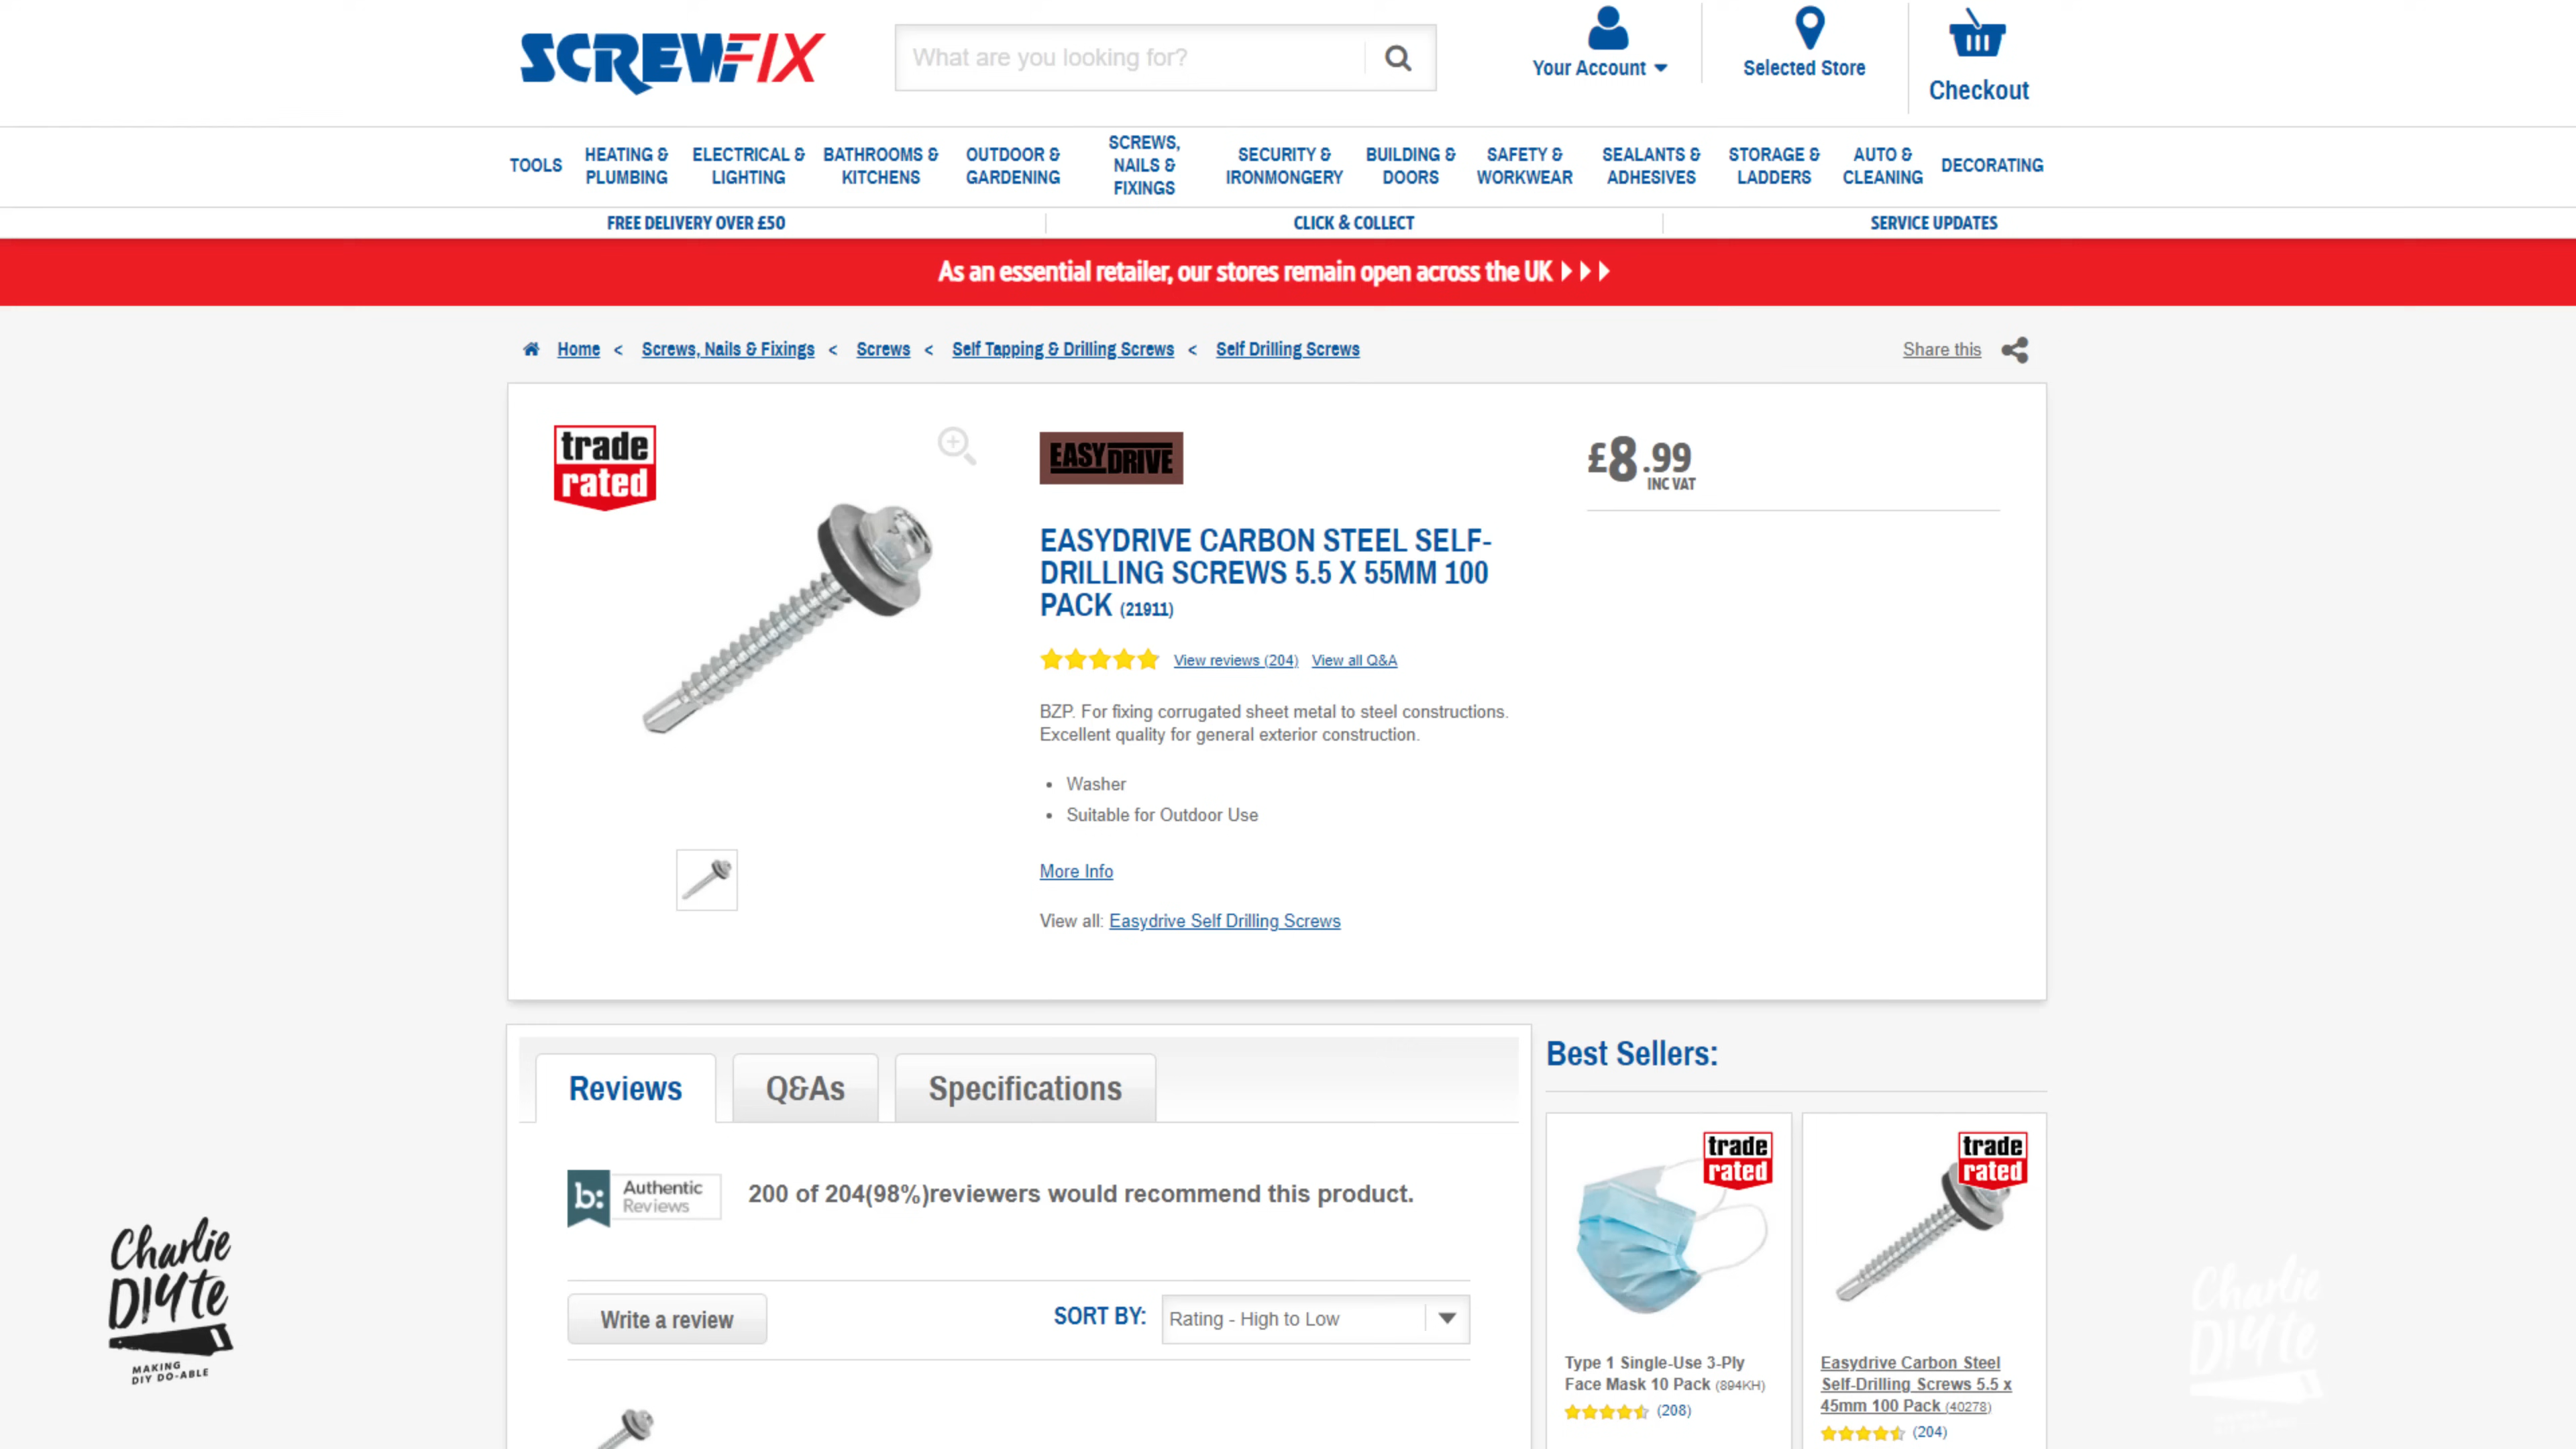 SCREWFIX
What are you looking for?
Your Account
Selected Store
Checkout
TOOLS
HEATING &
PLUMBING
ELECTRICAL &
LIGHTING
BATHROOMS &
KITCHENS
OUTDOOR &
GARDENING
SCREWS,
NAILS &
FIXINGS
SECURITY &
IRONMONGERY
BUILDING &
DOORS
SAFETY &
WORKWEAR
SEALANTS &
ADHESIVES
STORAGE &
LADDERS
AUTO &
CLEANING
DECORATING
FREE DELIVERY OVER £50
CLICK & COLLECT
SERVICE UPDATES
As an essential retailer, our stores remain open across the UK
Home < Screws, Nails & Fixings < Screws < Self Tapping & Drilling Screws < Self Drilling Screws
Share this
trade
rated
EASYDRIVE
£8.99
INC VAT
EASYDRIVE CARBON STEEL SELF-
DRILLING SCREWS 5.5 X 55MM 100
PACK (21911)
View reviews (204) View all Q&A
BZP. For fixing corrugated sheet metal to steel constructions.
Excellent quality for general exterior construction.
• Washer
• Suitable for Outdoor Use
More Info
View all: Easydrive Self Drilling Screws
Reviews
Q&As
Specifications
b: Authentic
Reviews
200 of 204(98%)reviewers would recommend this product.
Write a review
SORT BY: Rating - High to Low
Best Sellers:
trade
rated
Type 1 Single-Use 3-Ply
Face Mask 10 Pack (894KH)
(208)
trade
rated
Easydrive Carbon Steel
Self-Drilling Screws 5.5 x
45mm 100 Pack (40278)
(204)
Charlie
DIYte
MAKING
DIY DO-ABLE
Charlie
DIYte